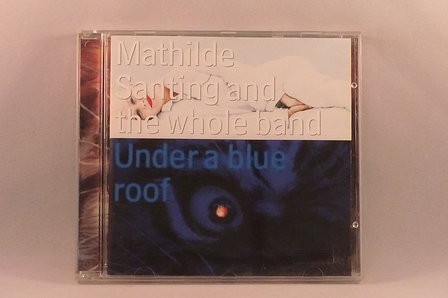 Mathilde
Santing and
the whole band
Under a blue
roof